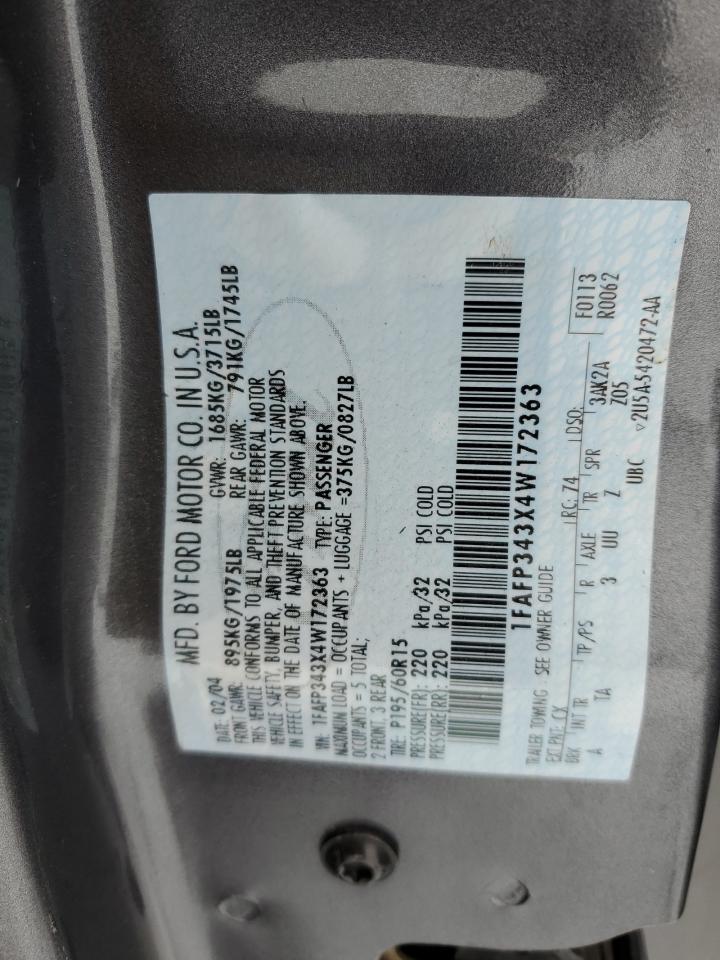 MFD. BY FORD MOTOR CO. IN U.S.A.
DATE: 02/04 GVWR: 1685KG/3715LB
FRONT GAWR: 895KG/1975LB REAR GAWR: 791KG/1745LB
THIS VEHICLE CONFORMS TO ALL APPLICABLE FEDERAL MOTOR
VEHICLE SAFETY, BUMPER, AND THEFT PREVENTION STANDARDS
IN EFFECT ON THE DATE OF MANUFACTURE SHOWN ABOVE.
VIN: 1FAFP343X4W172363 TYPE: PASSENGER
MAXIMUM LOAD = OCCUPANTS + LUGGAGE =375KG/0827LB
OCCUPANTS = 5 TOTAL;
2 FRONT, 3 REAR
TIRE: P195/60R15
PRESSURE(FR): 220 kPa/32 PSI COLD
PRESSURE(RR): 220 kPa/32 PSI COLD
1FAFP343X4W172363
TRAILER TOWING - SEE OWNER GUIDE
EXT PNT: CX RC: 74 DSO: F0113
BRK INT TR TP/PS R AXLE TR SPR 3AK2A R0062
A TA 3 UU Z Z05
UBC v2U5A-5420472-AA